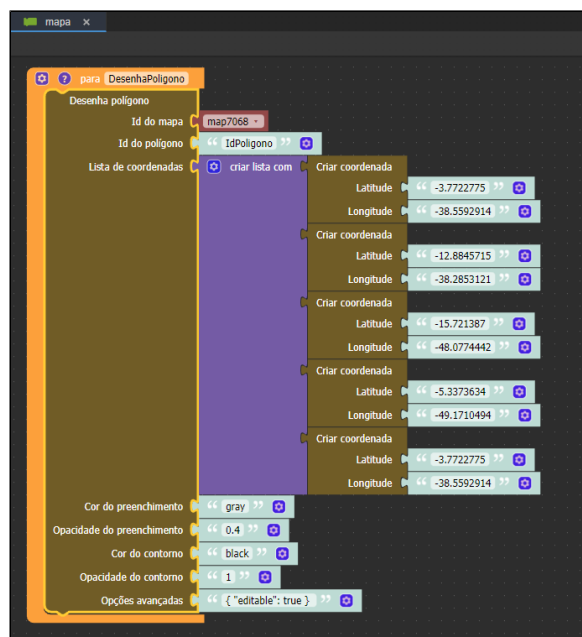 mapa ×
? para DesenhaPoligono
Desenha polígono
Id do mapa map7068
Id do polígono “ IdPoligono ”
Lista de coordenadas criar lista com Criar coordenada
Latitude “ -3.7722775 ”
Longitude “ -38.5592914 ”
Criar coordenada
Latitude “ -12.8845715 ”
Longitude “ -38.2853121 ”
Criar coordenada
Latitude “ -15.721387 ”
Longitude “ -48.0774442 ”
Criar coordenada
Latitude “ -5.3373634 ”
Longitude “ -49.1710494 ”
Criar coordenada
Latitude “ -3.7722775 ”
Longitude “ -38.5592914 ”
Cor do preenchimento “ gray ”
Opacidade do preenchimento “ 0.4 ”
Cor do contorno “ black ”
Opacidade do contorno “ 1 ”
Opções avançadas “ { "editable": true } ”